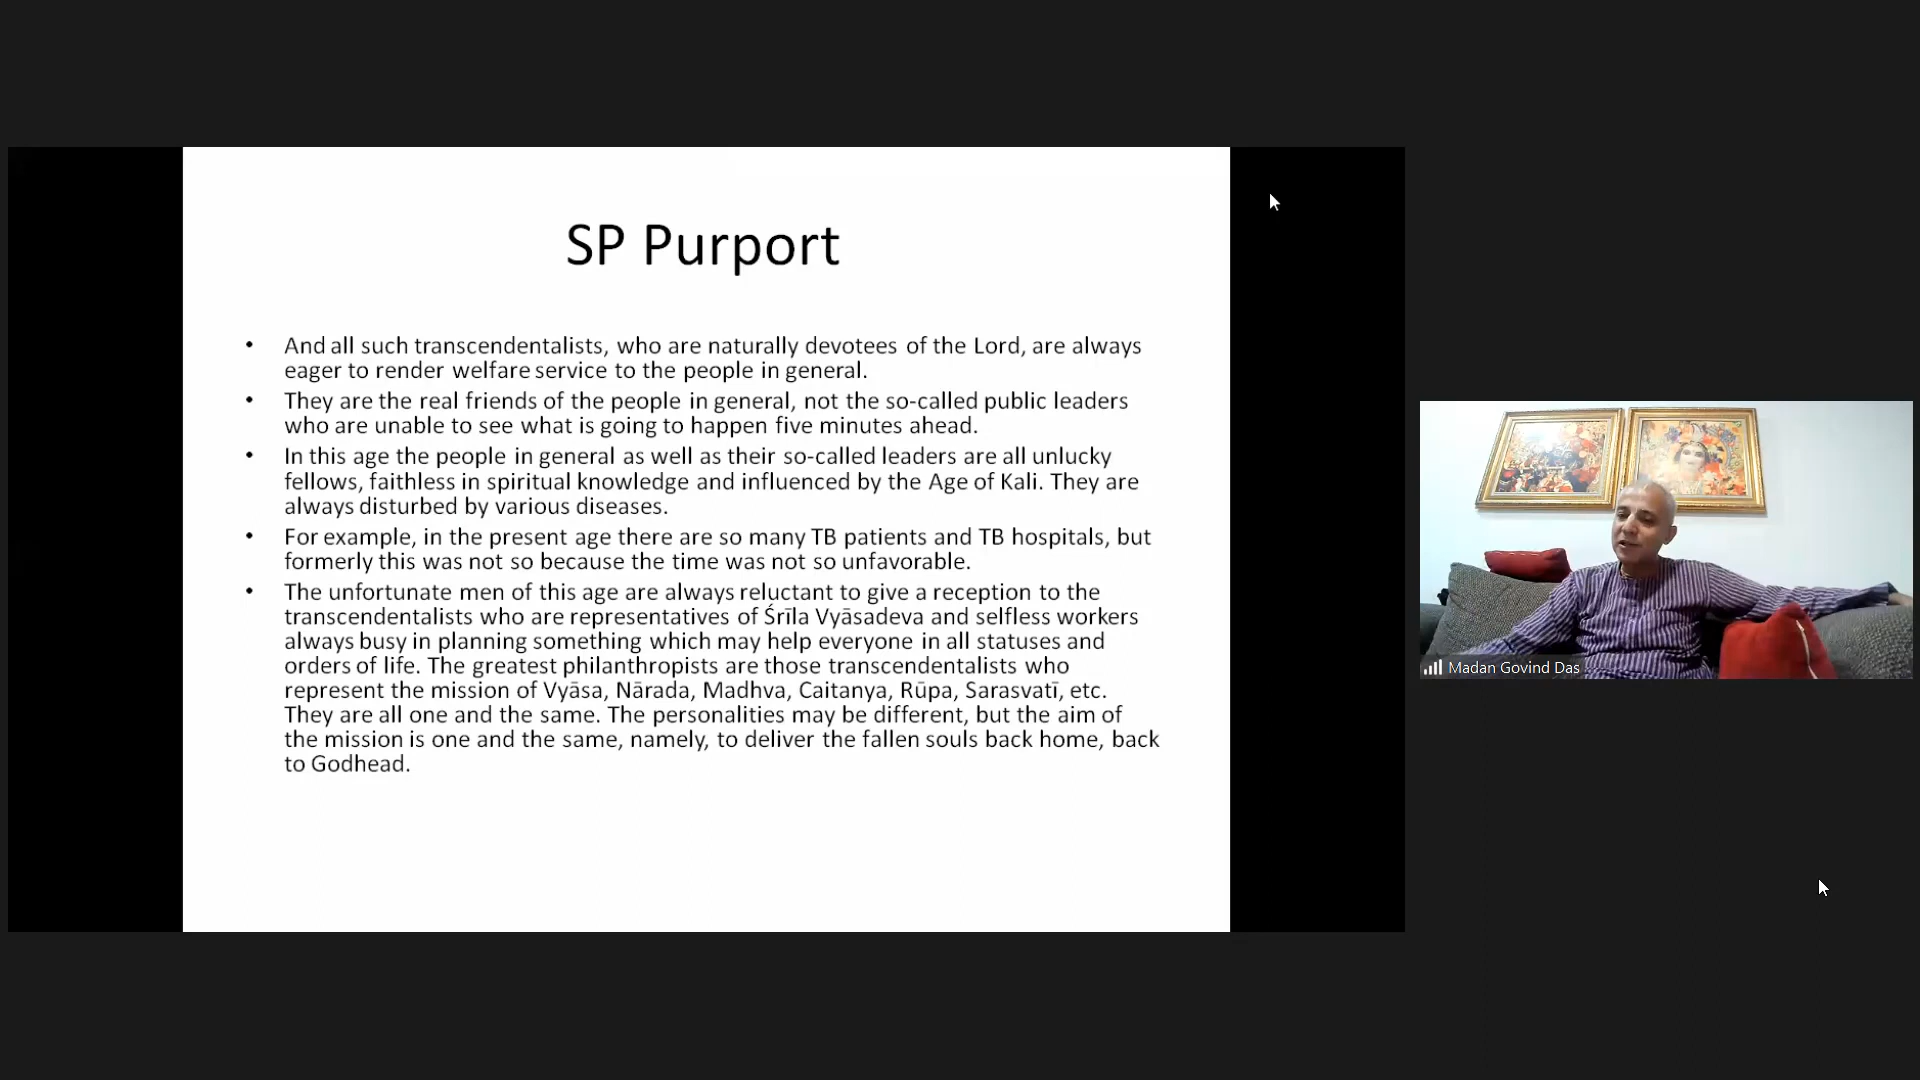 SP Purport
• And all such transcendentalists, who are naturally devotees of the Lord, are always
eager to render welfare service to the people in general.
• They are the real friends of the people in general, not the so-called public leaders
who are unable to see what is going to happen five minutes ahead.
• In this age the people in general as well as their so-called leaders are all unlucky
fellows, faithless in spiritual knowledge and influenced by the Age of Kali. They are
always disturbed by various diseases.
• For example, in the present age there are so many TB patients and TB hospitals, but
formerly this was not so because the time was not so unfavorable.
• The unfortunate men of this age are always reluctant to give a reception to the
transcendentalists who are representatives of Śrīla Vyāsadeva and selfless workers
always busy in planning something which may help everyone in all statuses and
orders of life. The greatest philanthropists are those transcendentalists who
represent the mission of Vyāsa, Nārada, Madhva, Caitanya, Rūpa, Sarasvatī, etc.
They are all one and the same. The personalities may be different, but the aim of
the mission is one and the same, namely, to deliver the fallen souls back home, back
to Godhead.
Madan Govind Das